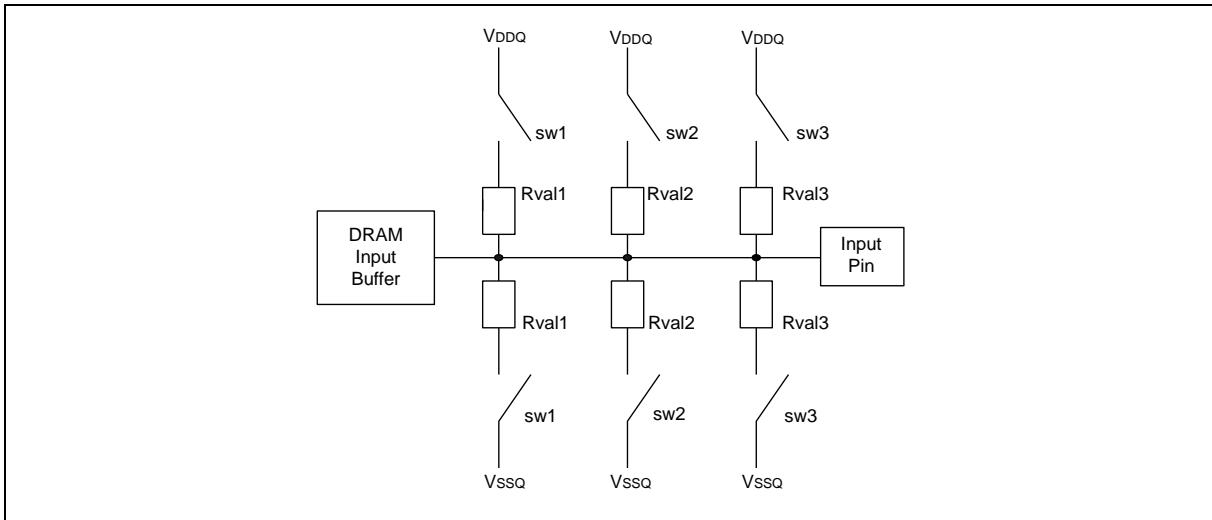 VDDQ VDDQ VDDQ
sw1 sw2 sw3
Rval1 Rval2 Rval3
DRAM
Input
Buffer
Input
Pin
Rval1 Rval2 Rval3
sw1 sw2 sw3
VSSQ VSSQ VSSQ